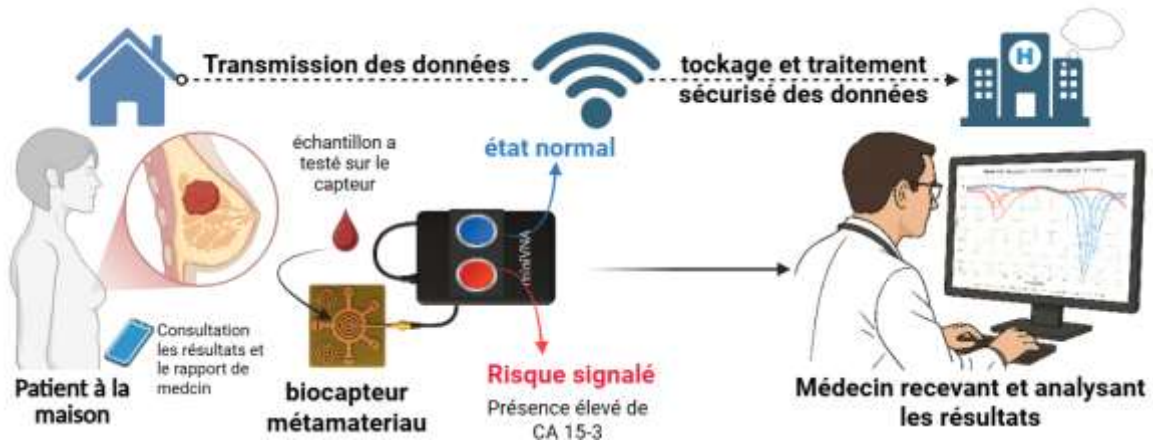 Transmission des données
tockage et traitement
sécurisé des données
H
échantillon a
testé sur le
capteur
état normal
miniVNA
Consultation
les résultats et
le rapport de
medcin
Patient à la
maison
biocapteur
métamateriau
Risque signalé
Présence élevé de
CA 15-3
Médecin recevant et analysant
les résultats